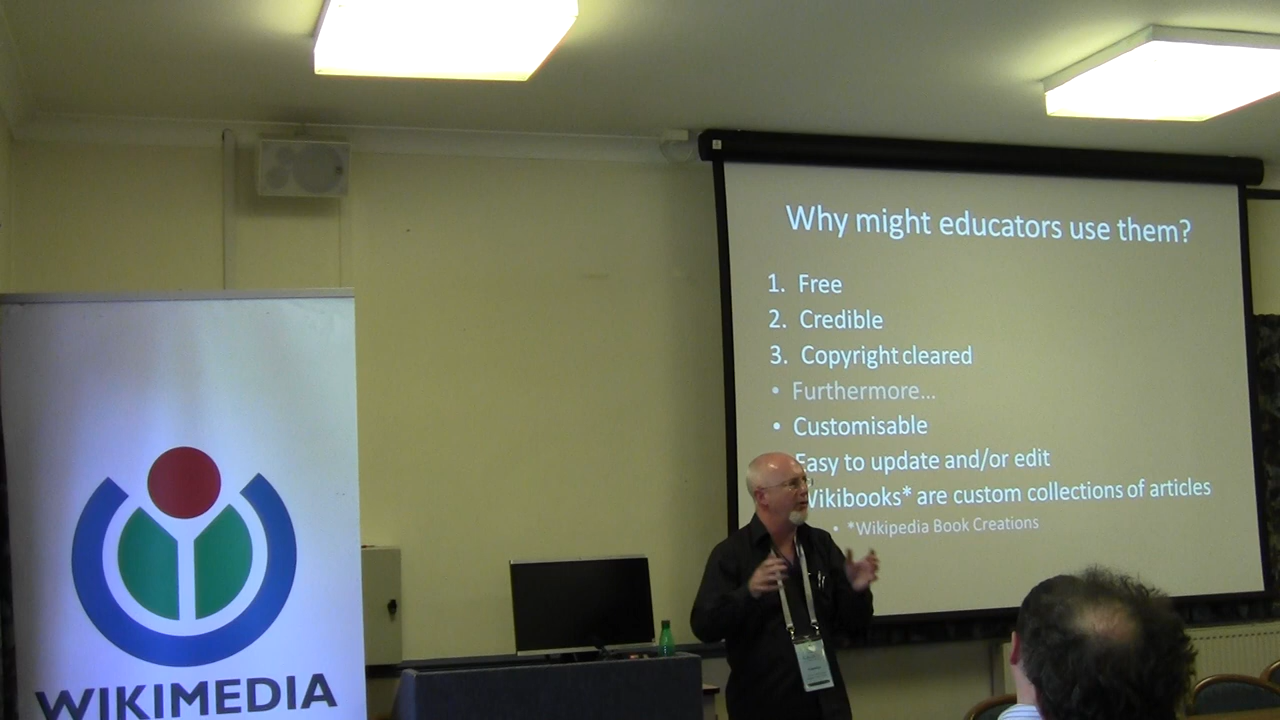 WIKIMEDIA
Why might educators use them?
1. Free
2. Credible
3. Copyright cleared
• Furthermore...
• Customisable
Easy to update and/or edit
Wikibooks* are custom collections of articles
• *Wikipedia Book Creations